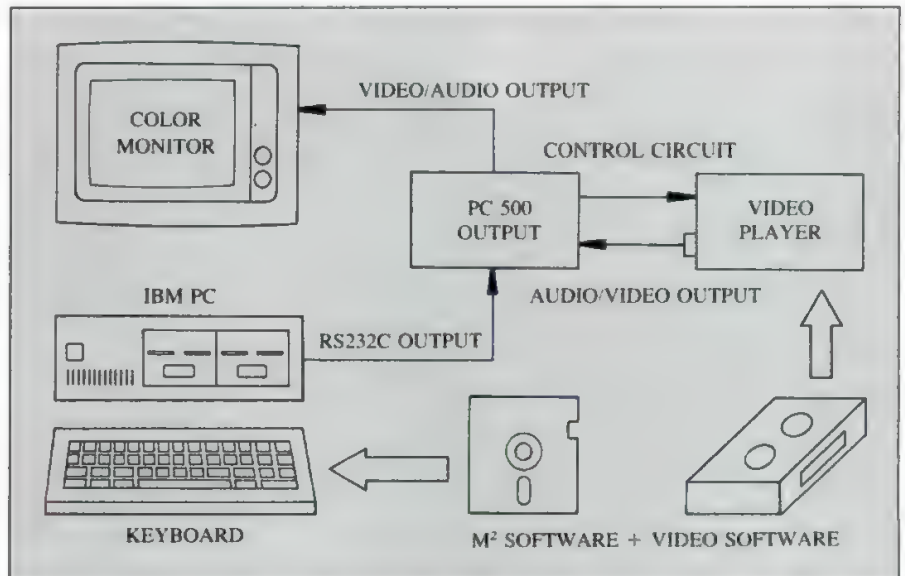 VIDEO/AUDIO OUTPUT
COLOR
MONITOR
CONTROL CIRCUIT
PC 500
OUTPUT
VIDEO
PLAYER
IBM PC
AUDIO/VIDEO OUTPUT
RS232C OUTPUT
KEYBOARD
M² SOFTWARE + VIDEO SOFTWARE